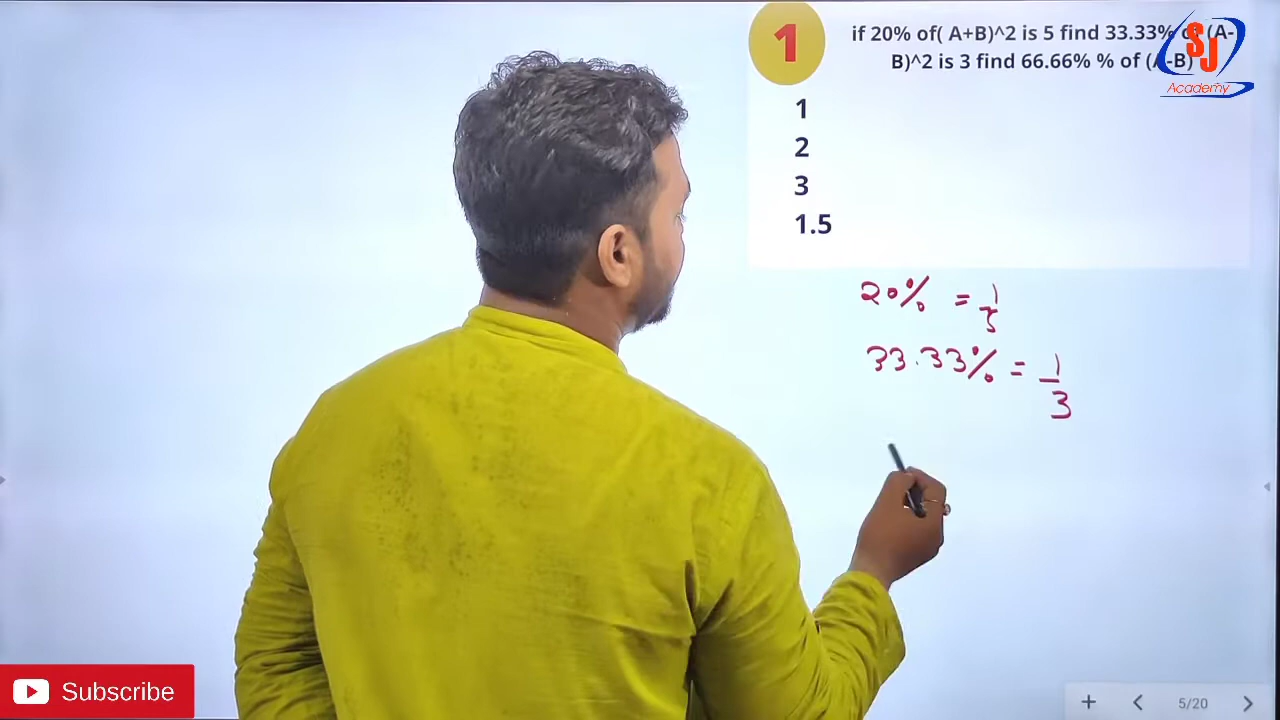 1
if 20% of( A+B)^2 is 5 find 33.33% of (A-
B)^2 is 3 find 66.66% % of (A-B)
SJ
Academy
1
2
3
1.5
20% = 1/5
33.33% = 1/3
Subscribe
5/20